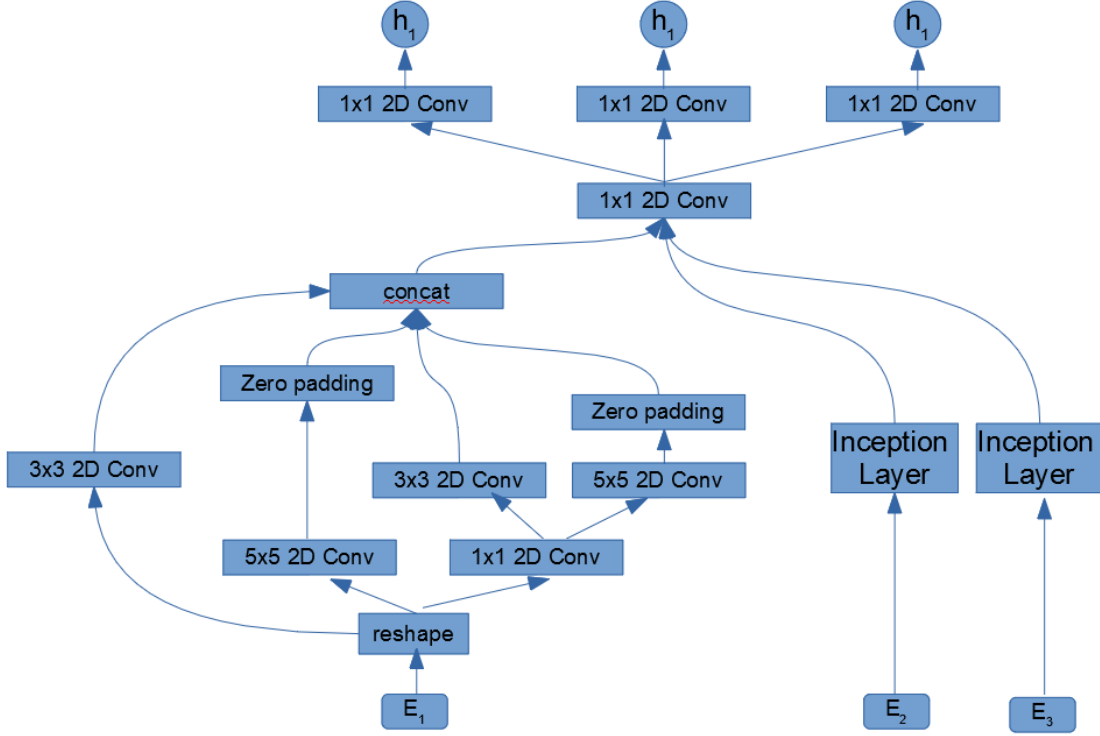 h₁ h₁ h₁
1x1 2D Conv 1x1 2D Conv 1x1 2D Conv
1x1 2D Conv
concat
Zero padding
Zero padding
Inception Layer
Inception Layer
3x3 2D Conv
3x3 2D Conv
5x5 2D Conv
5x5 2D Conv
1x1 2D Conv
reshape
E₁
E₂
E₃